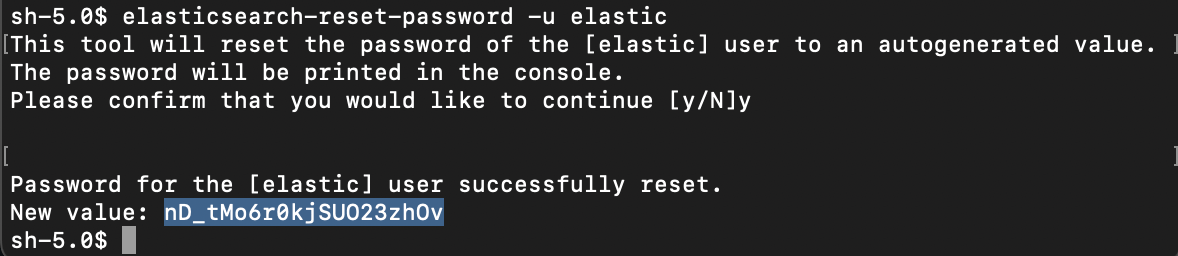 sh-5.0$ elasticsearch-reset-password -u elastic
[This tool will reset the password of the [elastic] user to an autogenerated value. ]
The password will be printed in the console.
Please confirm that you would like to continue [y/N]y
[ ]
Password for the [elastic] user successfully reset.
New value: nD_tMo6r0kjSUO23zhOv
sh-5.0$